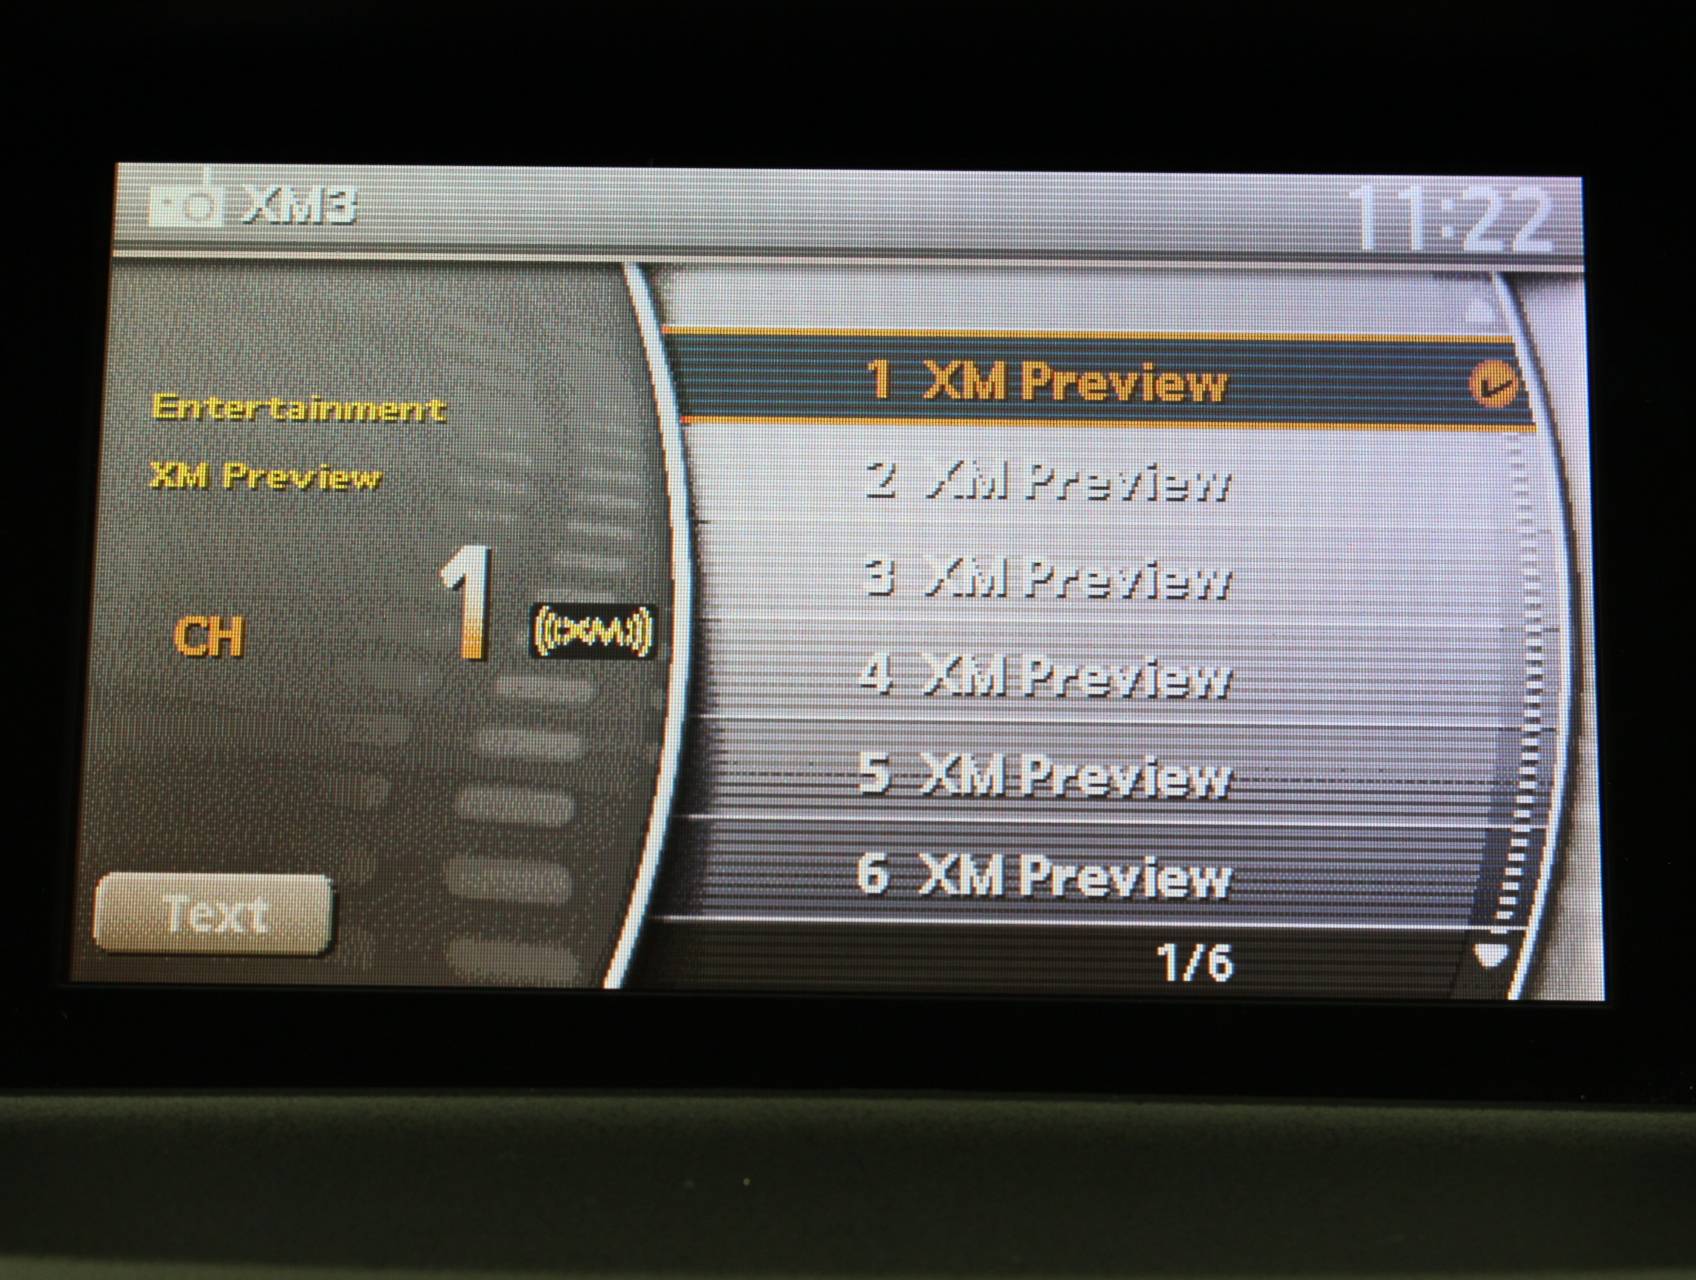 XM3
11:22
Entertainment
XM Preview
CH 1 XM
Text
1 XM Preview
2 XM Preview
3 XM Preview
4 XM Preview
5 XM Preview
6 XM Preview
1/6